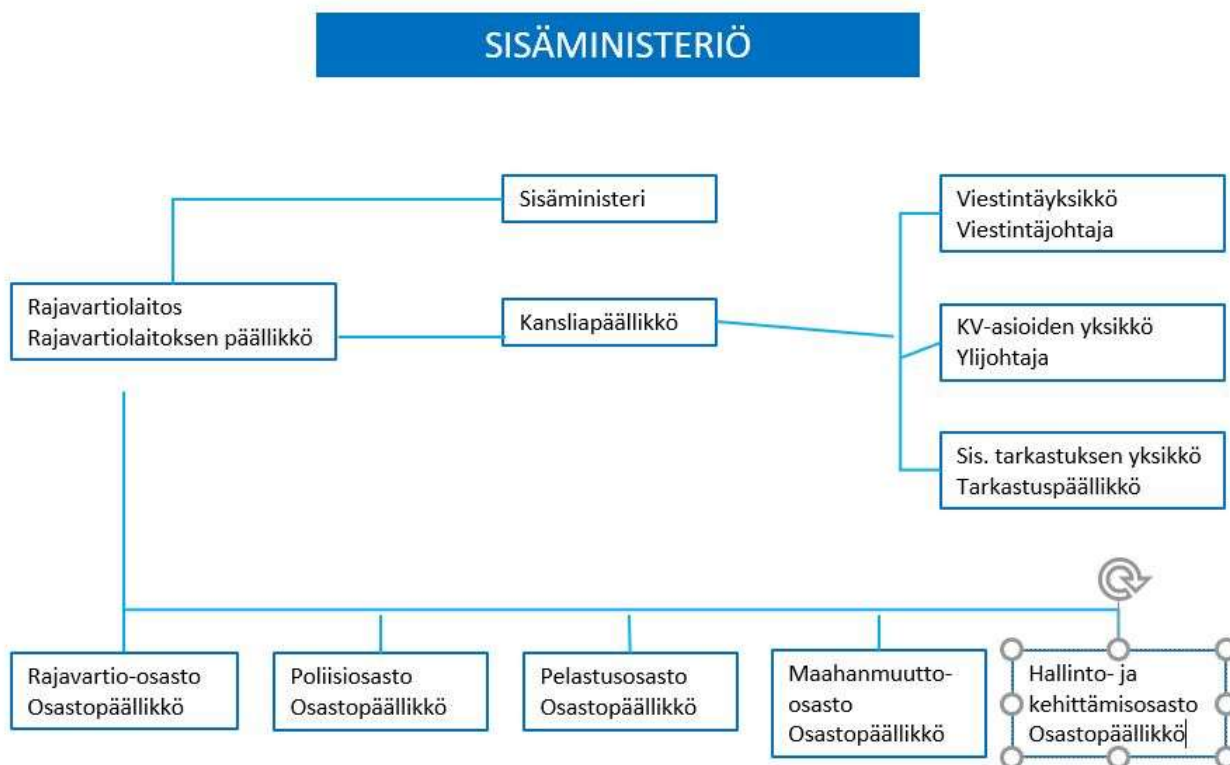 SISÄMINISTERIÖ
Sisäministeri
Viestintäyksikkö
Viestintäjohtaja
Rajavartiolaitos
Rajavartiolaitoksen päällikkö
Kansliapäällikkö
KV-asioiden yksikkö
Ylijohtaja
Sis. tarkastuksen yksikkö
Tarkastuspäällikkö
Rajavartio-osasto
Osastopäällikkö
Poliisiosasto
Osastopäällikkö
Pelastusosasto
Osastopäällikkö
Maahanmuutto-
osasto
Osastopäällikkö
Hallinto- ja
kehittämisosasto
Osastopäällikkö